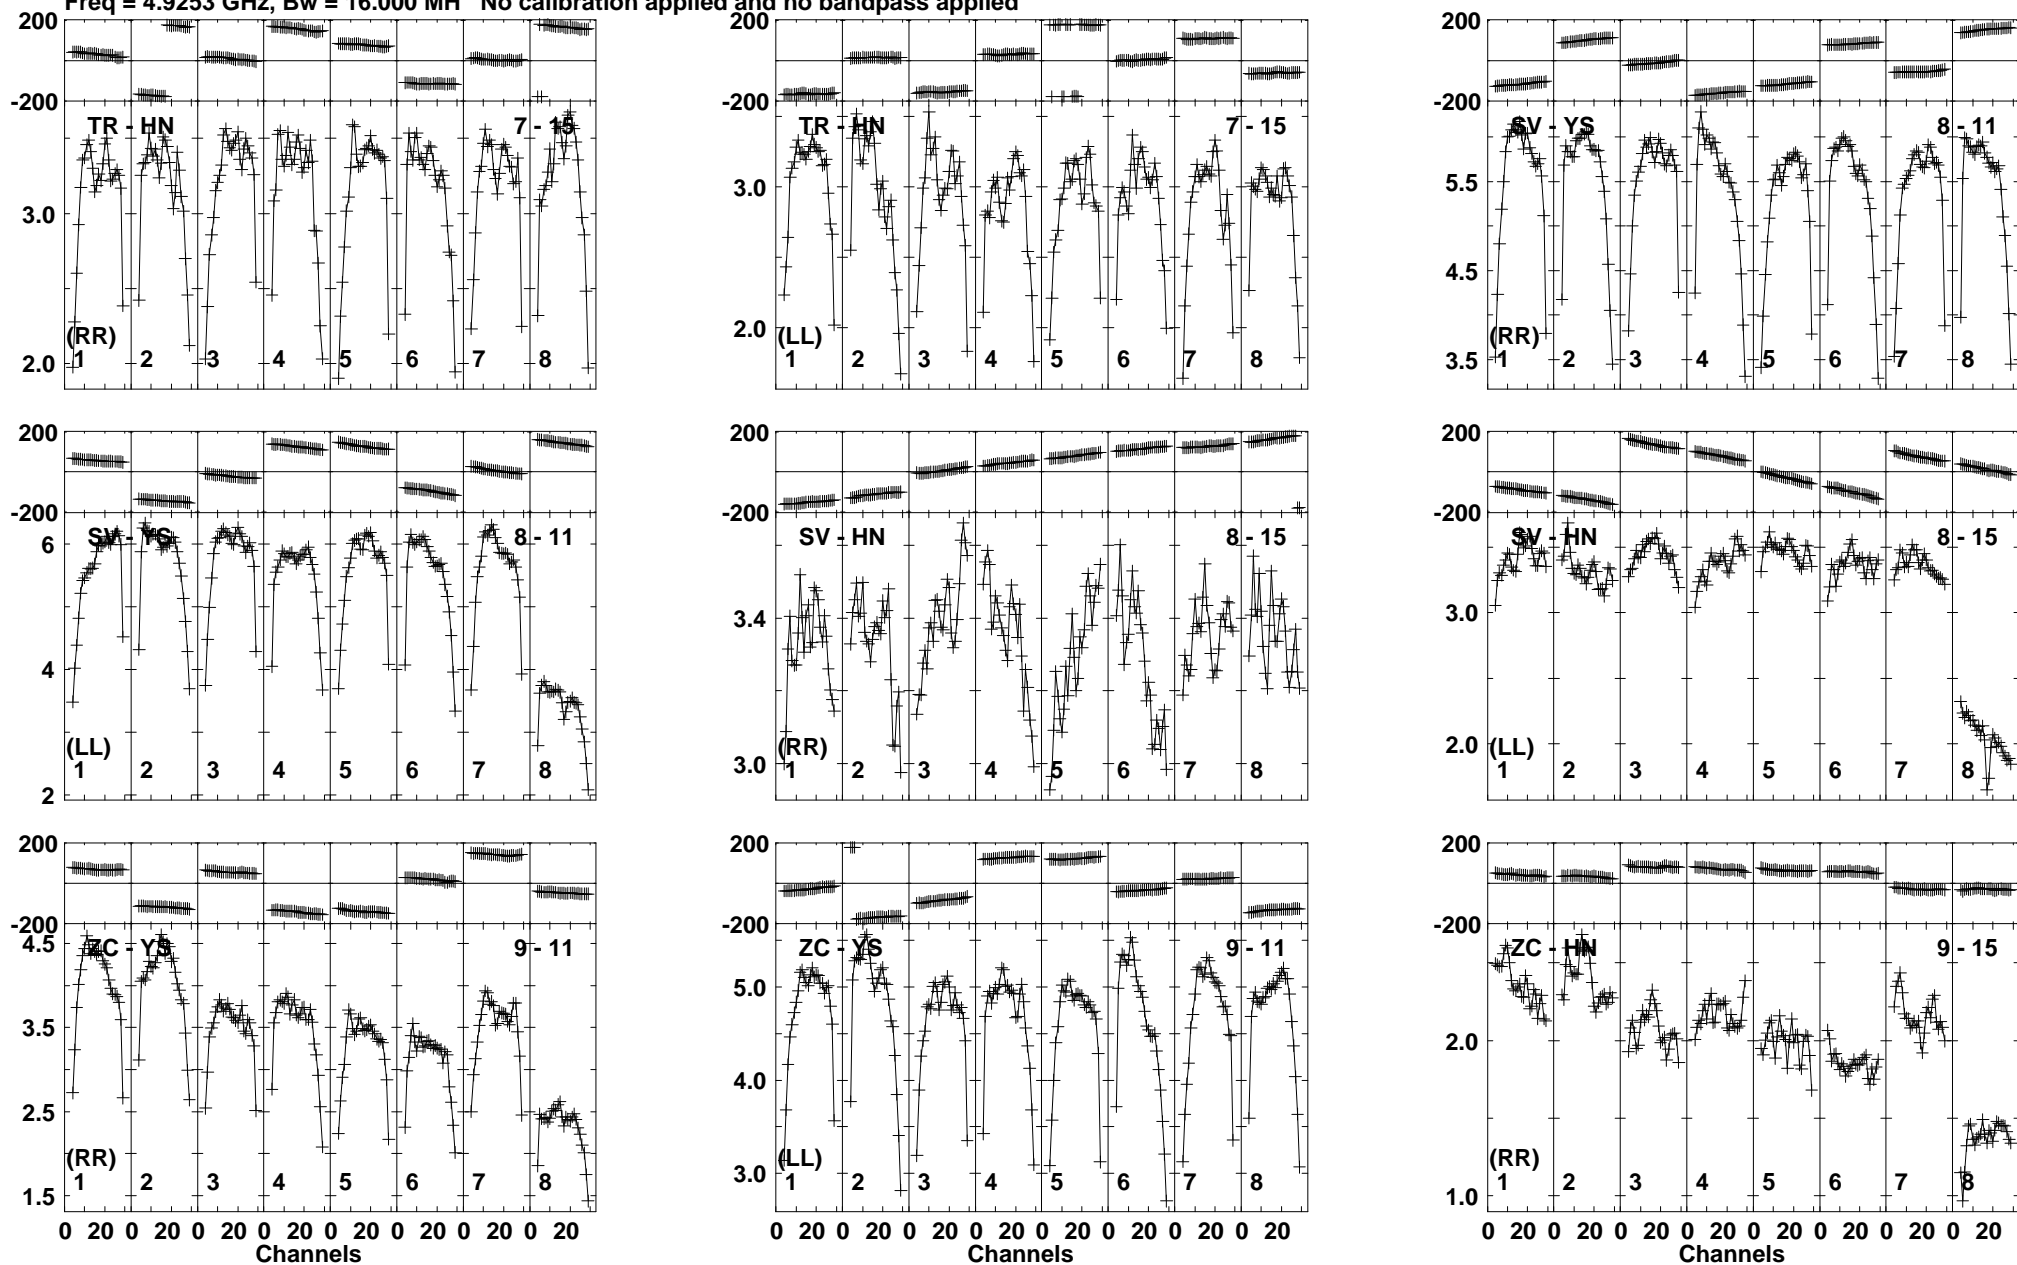 Freq = 4.9253 GHz, Bw = 16.000 MH No calibration applied and no bandpass applied
200 200 200
-200 -200 -200
TR - HN 7 - 15 TR - HN 7 - 15 SV - YS 8 - 11
3.0 3.0 5.5
4.5
2.0 2.0 3.5
(RR) (LL) (RR)
1 2 3 4 5 6 7 8 1 2 3 4 5 6 7 8 1 2 3 4 5 6 7 8
200 200 200
-200 -200 -200
SV - YS 8 - 11 SV - HN 8 - 15 SV - HN 8 - 15
6 3.4 3.0
4 3.0 2.0
2
(LL) (RR) (LL)
1 2 3 4 5 6 7 8 1 2 3 4 5 6 7 8 1 2 3 4 5 6 7 8
200 200 200
-200 -200 -200
ZC - YS 9 - 11 ZC - YS 9 - 11 ZC - HN 9 - 15
4.5 5.0 2.0
3.5 4.0 1.0
2.5 3.0
1.5
(RR) (LL) (RR)
1 2 3 4 5 6 7 8 1 2 3 4 5 6 7 8 1 2 3 4 5 6 7 8
0 20 0 20 0 20 0 20 0 20 0 20 0 20 0 20 0 20 0 20 0 20 0 20 0 20 0 20 0 20 0 20 0 20 0 20 0 20 0 20 0 20 0 20 0 20 0 20
Channels Channels Channels